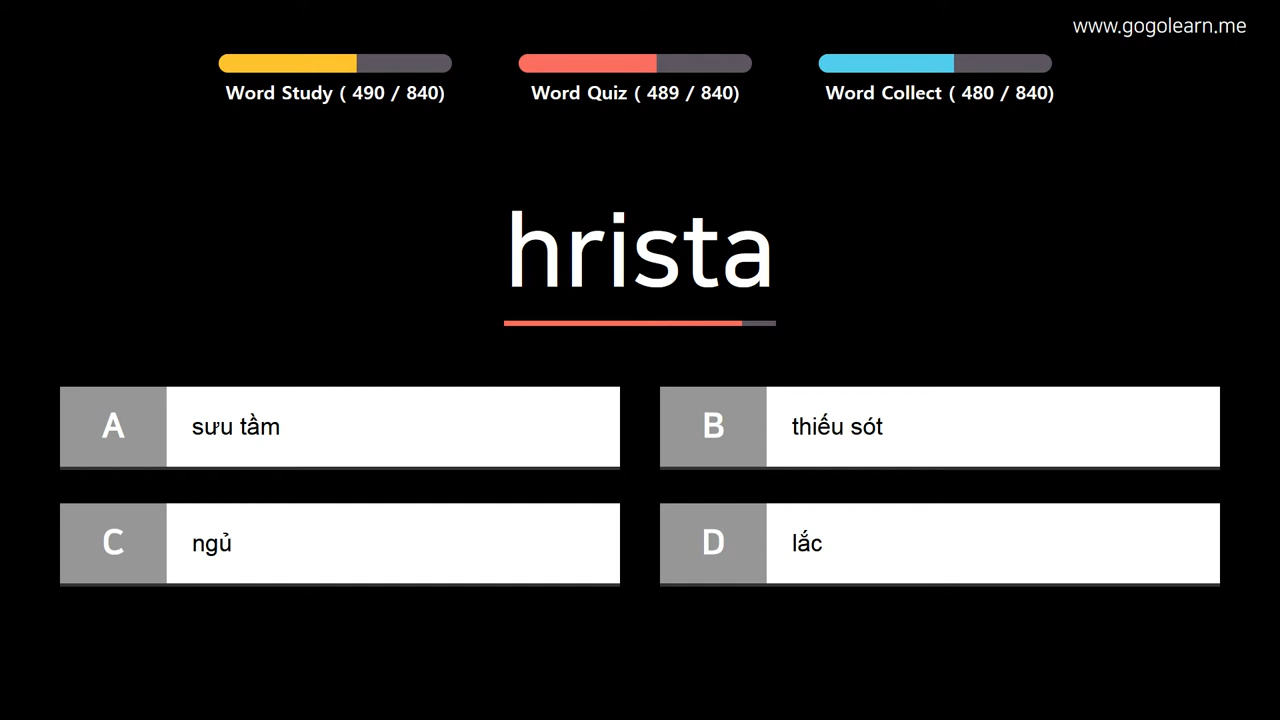 www.gogolearn.me
Word Study ( 490 / 840)
Word Quiz ( 489 / 840)
Word Collect ( 480 / 840)
hrista
A
sưu tầm
B
thiếu sót
C
ngủ
D
lắc